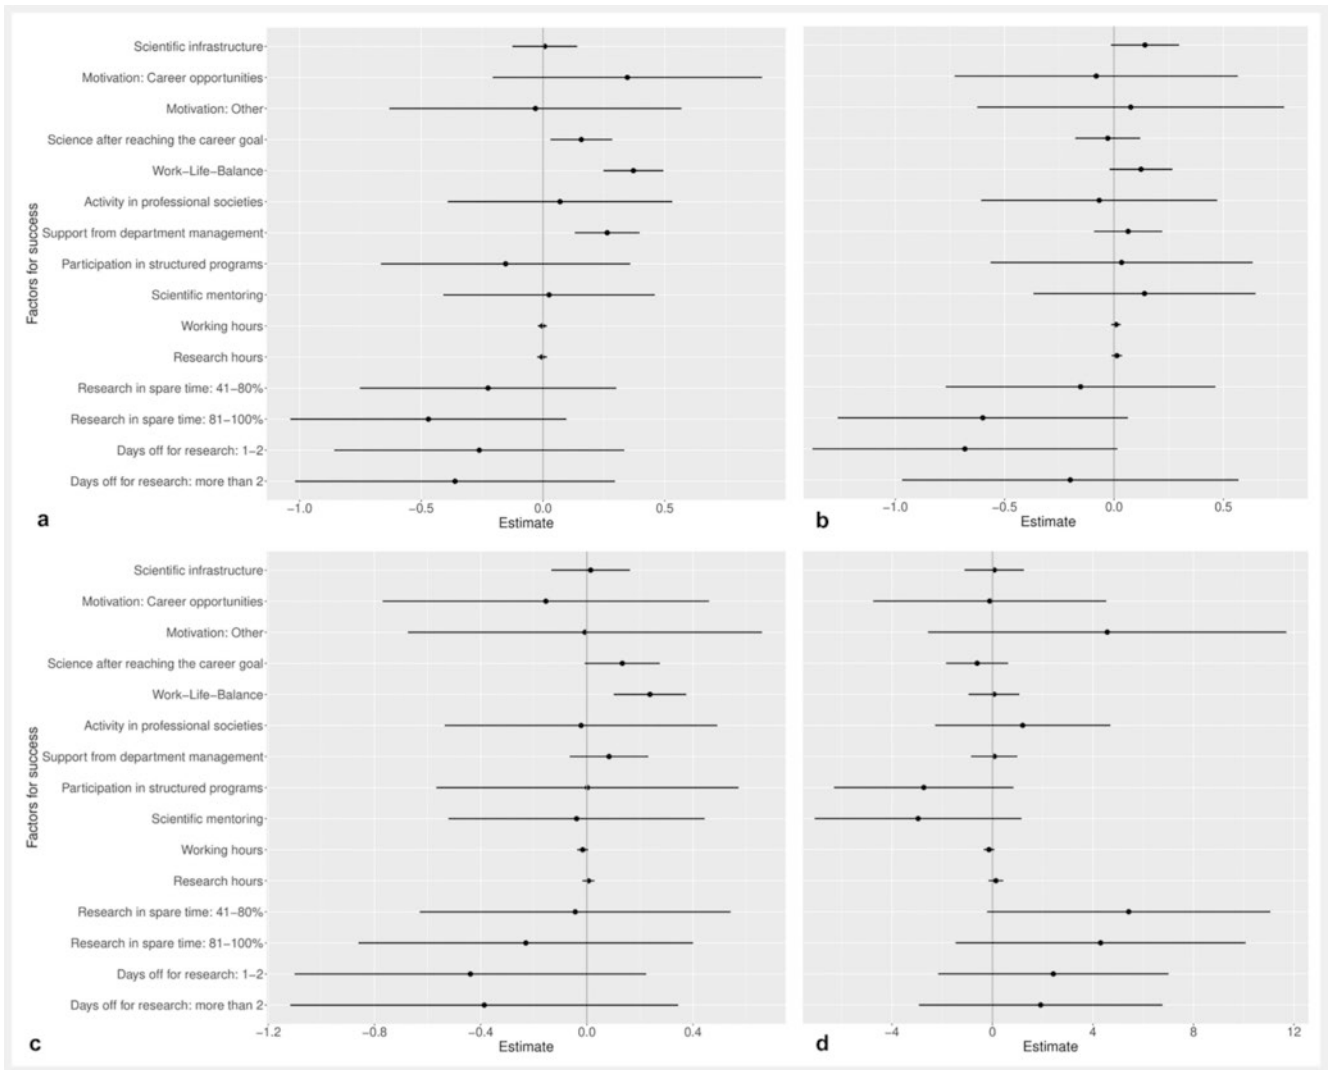 Factors for success
Scientific infrastructure
Motivation: Career opportunities
Motivation: Other
Science after reaching the career goal
Work–Life–Balance
Activity in professional societies
Support from department management
Participation in structured programs
Scientific mentoring
Working hours
Research hours
Research in spare time: 41–80%
Research in spare time: 81–100%
Days off for research: 1–2
Days off for research: more than 2
−1.0 −0.5 0.0 0.5
Estimate
a
−1.0 −0.5 0.0 0.5
Estimate
b
Factors for success
Scientific infrastructure
Motivation: Career opportunities
Motivation: Other
Science after reaching the career goal
Work–Life–Balance
Activity in professional societies
Support from department management
Participation in structured programs
Scientific mentoring
Working hours
Research hours
Research in spare time: 41–80%
Research in spare time: 81–100%
Days off for research: 1–2
Days off for research: more than 2
−1.2 −0.8 −0.4 0.0 0.4
Estimate
c
−4 0 4 8 12
Estimate
d